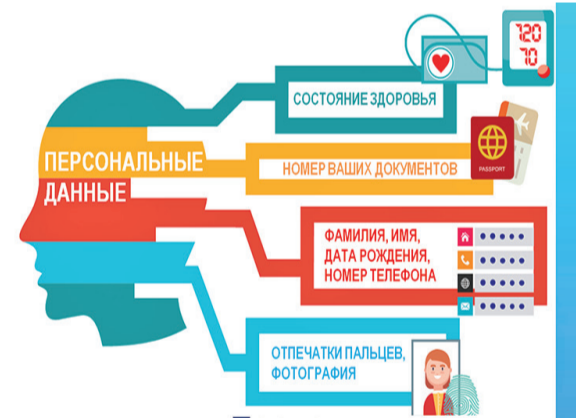 120
70
СОСТОЯНИЕ ЗДОРОВЬЯ
ПЕРСОНАЛЬНЫЕ
ДАННЫЕ
НОМЕР ВАШИХ ДОКУМЕНТОВ
PASSPORT
ФАМИЛИЯ, ИМЯ,
ДАТА РОЖДЕНИЯ,
НОМЕР ТЕЛЕФОНА
ОТПЕЧАТКИ ПАЛЬЦЕВ,
ФОТОГРАФИЯ